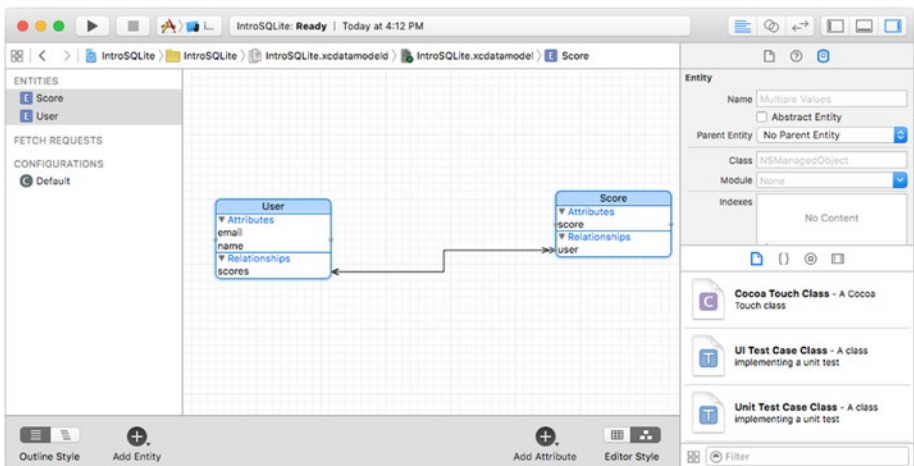 L...
IntroSQLite: Ready | Today at 4:12 PM
IntroSQLite
IntroSQLite
IntroSQLite.xcdatamodeld
IntroSQLite.xcdatamodel
E Score
ENTITIES
E Score
E User
FETCH REQUESTS
CONFIGURATIONS
C Default
User
Attributes
email
name
Relationships
scores
Score
Attributes
score
Relationships
user
Outline Style
Add Entity
Add Attribute
Editor Style
Entity
Name Multiple Values
Abstract Entity
Parent Entity No Parent Entity
Class NSManagedObject
Module None
Indexes
No Content
{}
C
Cocoa Touch Class - A Cocoa
Touch class
T
UI Test Case Class - A class
implementing a unit test
T
Unit Test Case Class - A class
implementing a unit test
Filter